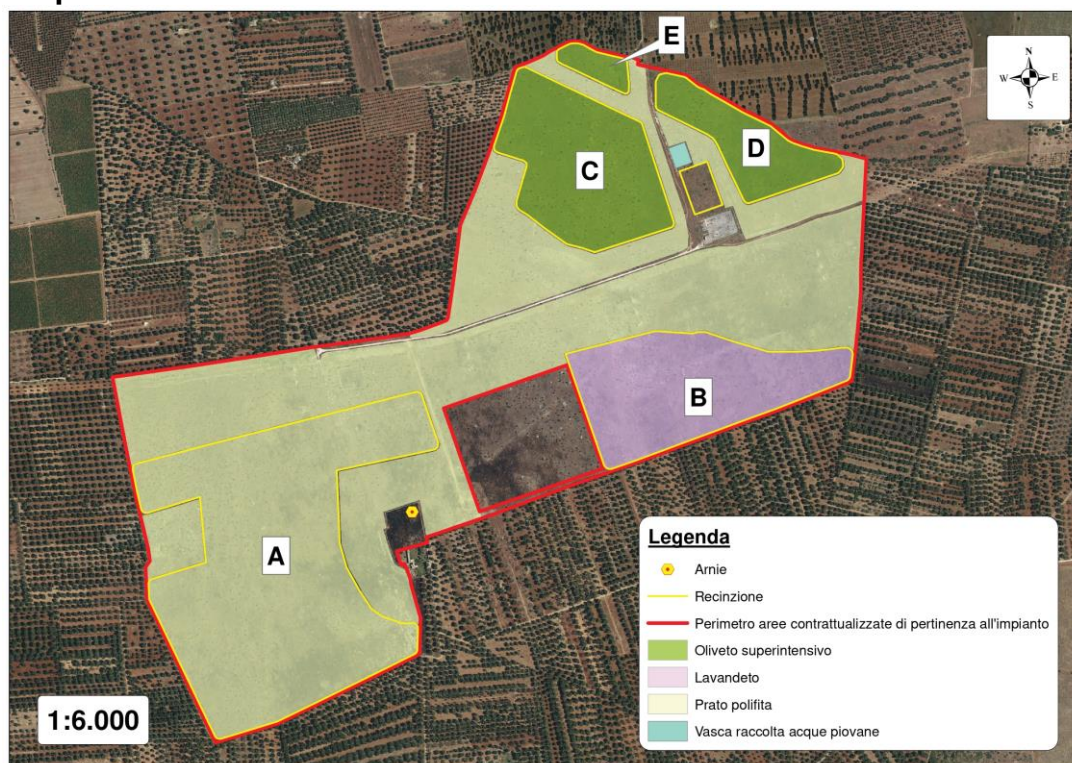 E
N
W E
S
D
C
B
A
Legenda
Arnie
Recinzione
Perimetro aree contrattualizzate di pertinenza all'impianto
Oliveto superintensivo
Lavandeto
Prato polifita
Vasca raccolta acque piovane
1:6.000